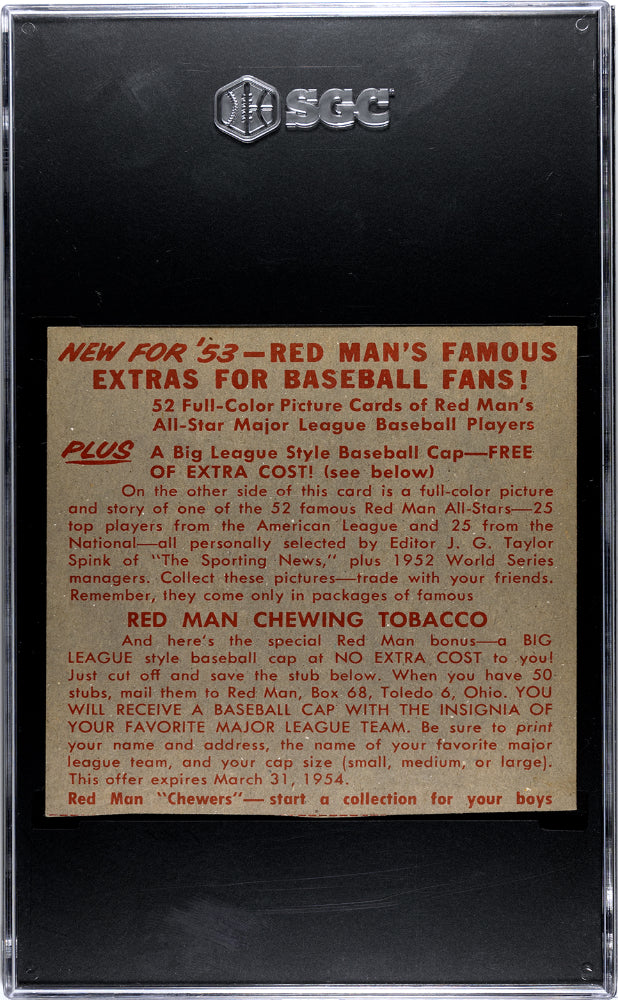 SGC
NEW FOR '53—RED MAN'S FAMOUS
EXTRAS FOR BASEBALL FANS!
52 Full-Color Picture Cards of Red Man's
All-Star Major League Baseball Players
PLUS A Big League Style Baseball Cap—FREE
OF EXTRA COST! (see below)
On the other side of this card is a full-color picture
and story of one of the 52 famous Red Man All-Stars—25
top players from the American League and 25 from the
National—all personally selected by Editor J. G. Taylor
Spink of "The Sporting News," plus 1952 World Series
managers. Collect these pictures—trade with your friends.
Remember, they come only in packages of famous
RED MAN CHEWING TOBACCO
And here's the special Red Man bonus—a BIG
LEAGUE style baseball cap at NO EXTRA COST to you!
Just cut off and save the stub below. When you have 50
stubs, mail them to Red Man, Box 68, Toledo 6, Ohio. YOU
WILL RECEIVE A BASEBALL CAP WITH THE INSIGNIA OF
YOUR FAVORITE MAJOR LEAGUE TEAM. Be sure to print
your name and address, the name of your favorite major
league team, and your cap size (small, medium, or large).
This offer expires March 31, 1954.
Red Man "Chewers"—start a collection for your boys